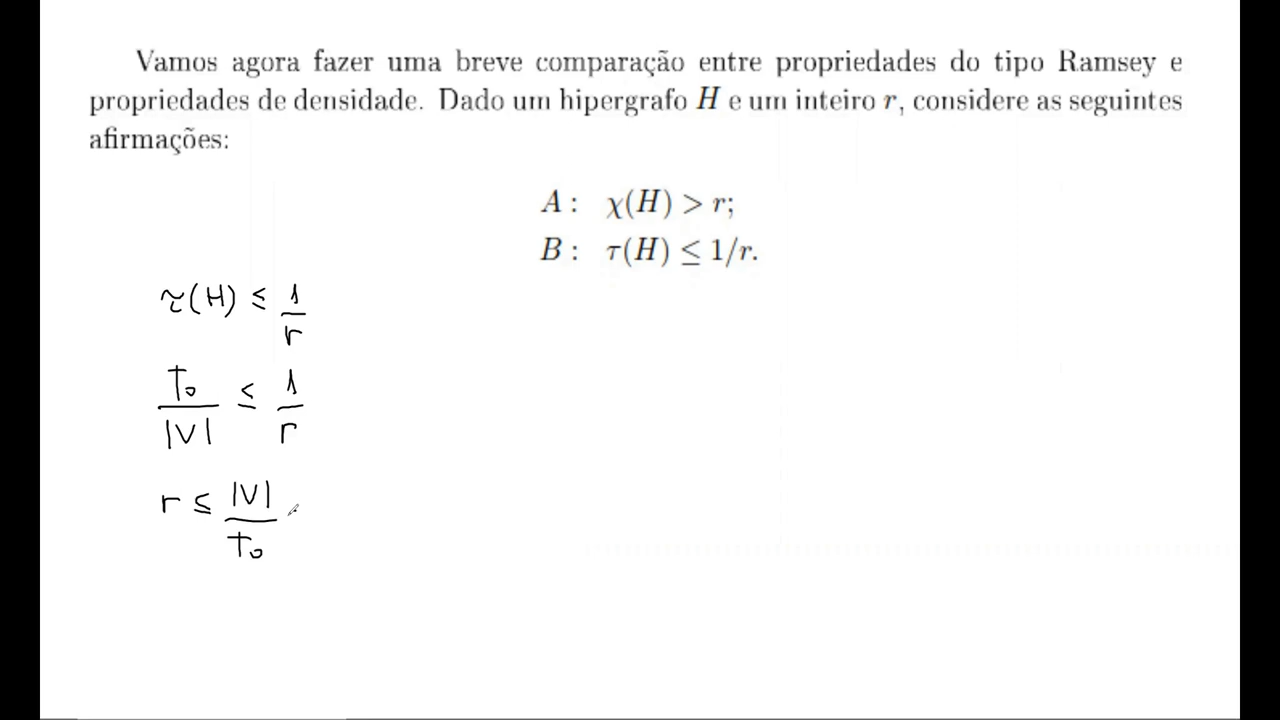 Vamos agora fazer uma breve comparação entre propriedades do tipo Ramsey e
propriedades de densidade. Dado um hipergrafo H e um inteiro r, considere as seguintes
afirmações:
A : χ(H) > r;
B : τ(H) ≤ 1/r.
τ(H) ≤ 1/r
T₀/|V| ≤ 1/r
r ≤ |V|/T₀